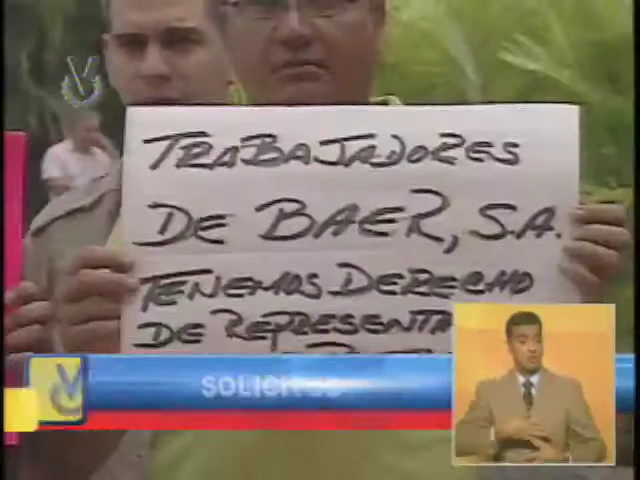 TRABAJADORES
DE BAER, S.A.
TENEMOS DERECHO
DE REPRESENTA